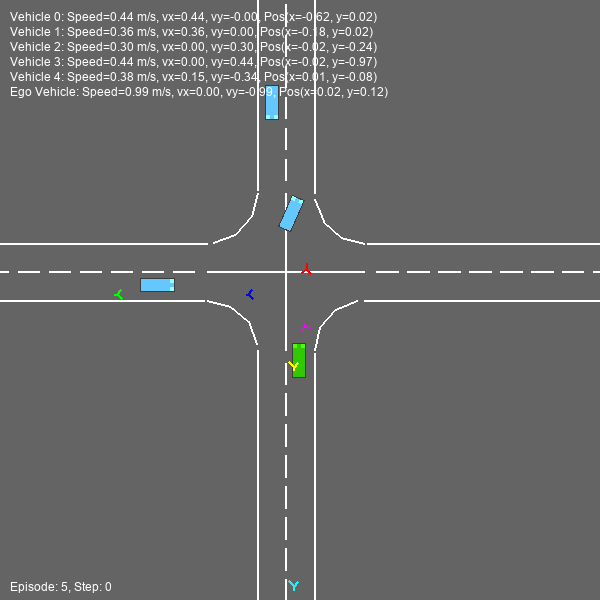 Vehicle 0: Speed=0.44 m/s, vx=0.44, vy=-0.00, Pos(x=-0.62, y=0.02)
Vehicle 1: Speed=0.36 m/s, vx=0.36, vy=0.00, Pos(x=-0.18, y=0.02)
Vehicle 2: Speed=0.30 m/s, vx=0.00, vy=0.30, Pos(x=-0.02, y=-0.24)
Vehicle 3: Speed=0.44 m/s, vx=0.00, vy=0.44, Pos(x=-0.02, y=-0.97)
Vehicle 4: Speed=0.38 m/s, vx=0.15, vy=-0.34, Pos(x=0.01, y=-0.08)
Ego Vehicle: Speed=0.99 m/s, vx=0.00, vy=-0.99, Pos(x=0.02, y=0.12)
Episode: 5, Step: 0